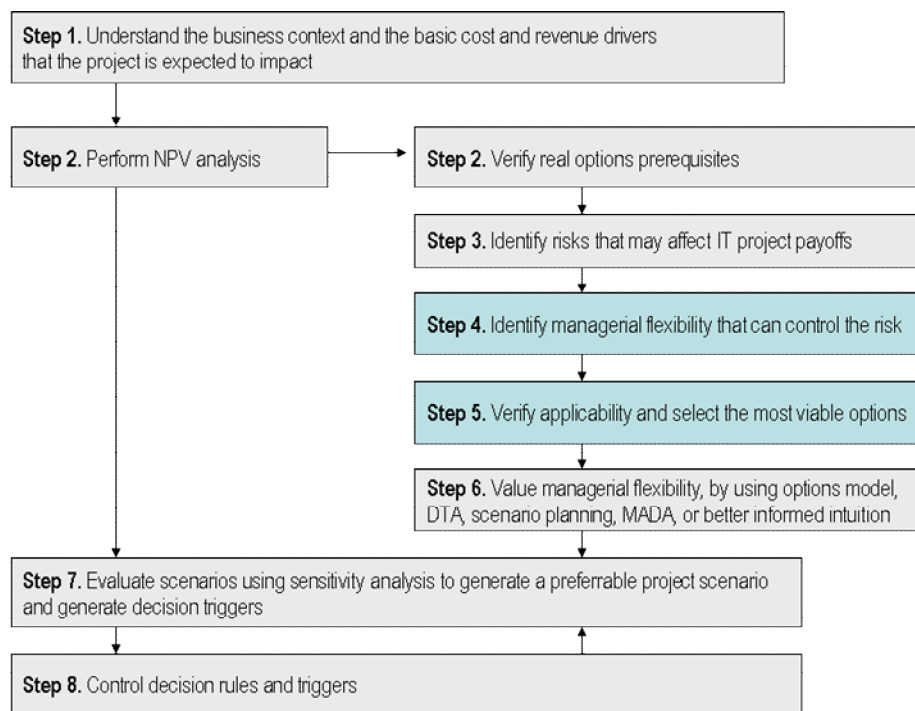 Step 1. Understand the business context and the basic cost and revenue drivers
that the project is expected to impact
Step 2. Perform NPV analysis
Step 2. Verify real options prerequisites
Step 3. Identify risks that may affect IT project payoffs
Step 4. Identify managerial flexibility that can control the risk
Step 5. Verify applicability and select the most viable options
Step 6. Value managerial flexibility, by using options model,
DTA, scenario planning, MADA, or better informed intuition
Step 7. Evaluate scenarios using sensitivity analysis to generate a preferrable project scenario
and generate decision triggers
Step 8. Control decision rules and triggers